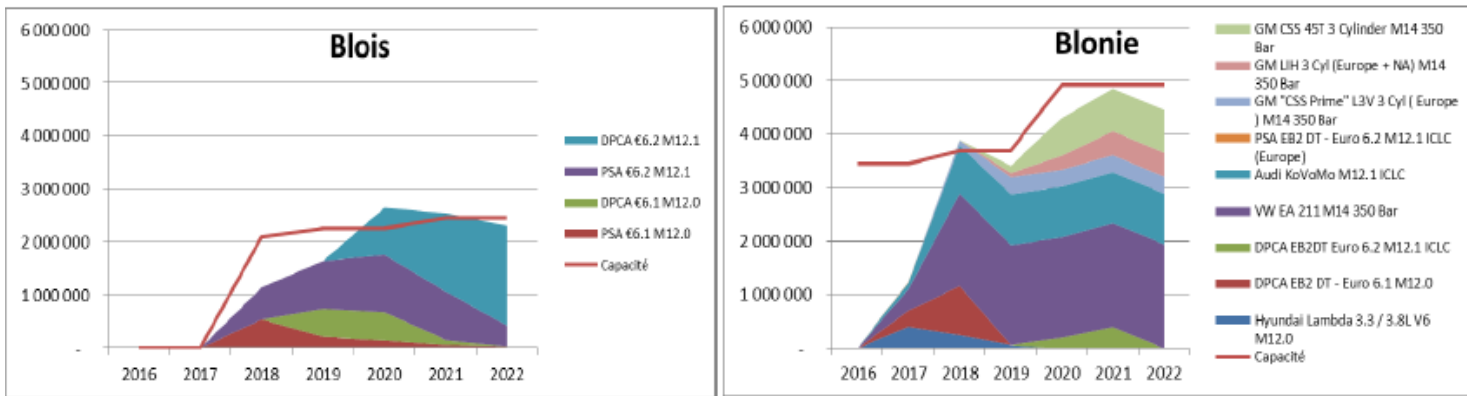 Blois
6 000 000
5 000 000
4 000 000
3 000 000
2 000 000
1 000 000
-
2016 2017 2018 2019 2020 2021 2022
DPCA €6.2 M12.1
PSA €6.2 M12.1
DPCA €6.1 M12.0
PSA €6.1 M12.0
Capacité
Blonie
6 000 000
5 000 000
4 000 000
3 000 000
2 000 000
1 000 000
-
2016 2017 2018 2019 2020 2021 2022
GM CSS 45T 3 Cylinder M14 350
Bar
GM LIH 3 Cyl (Europe + NA) M14
350 Bar
GM "CSS Prime" L3V 3 Cyl ( Europe
) M14 350 Bar
PSA EB2 DT - Euro 6.2 M12.1 ICLC
(Europe)
Audi KoVoMo M12.1 ICLC
VW EA 211 M14 350 Bar
DPCA EB2DT Euro 6.2 M12.1 ICLC
DPCA EB2 DT - Euro 6.1 M12.0
Hyundai Lambda 3.3 / 3.8L V6
M12.0
Capacité